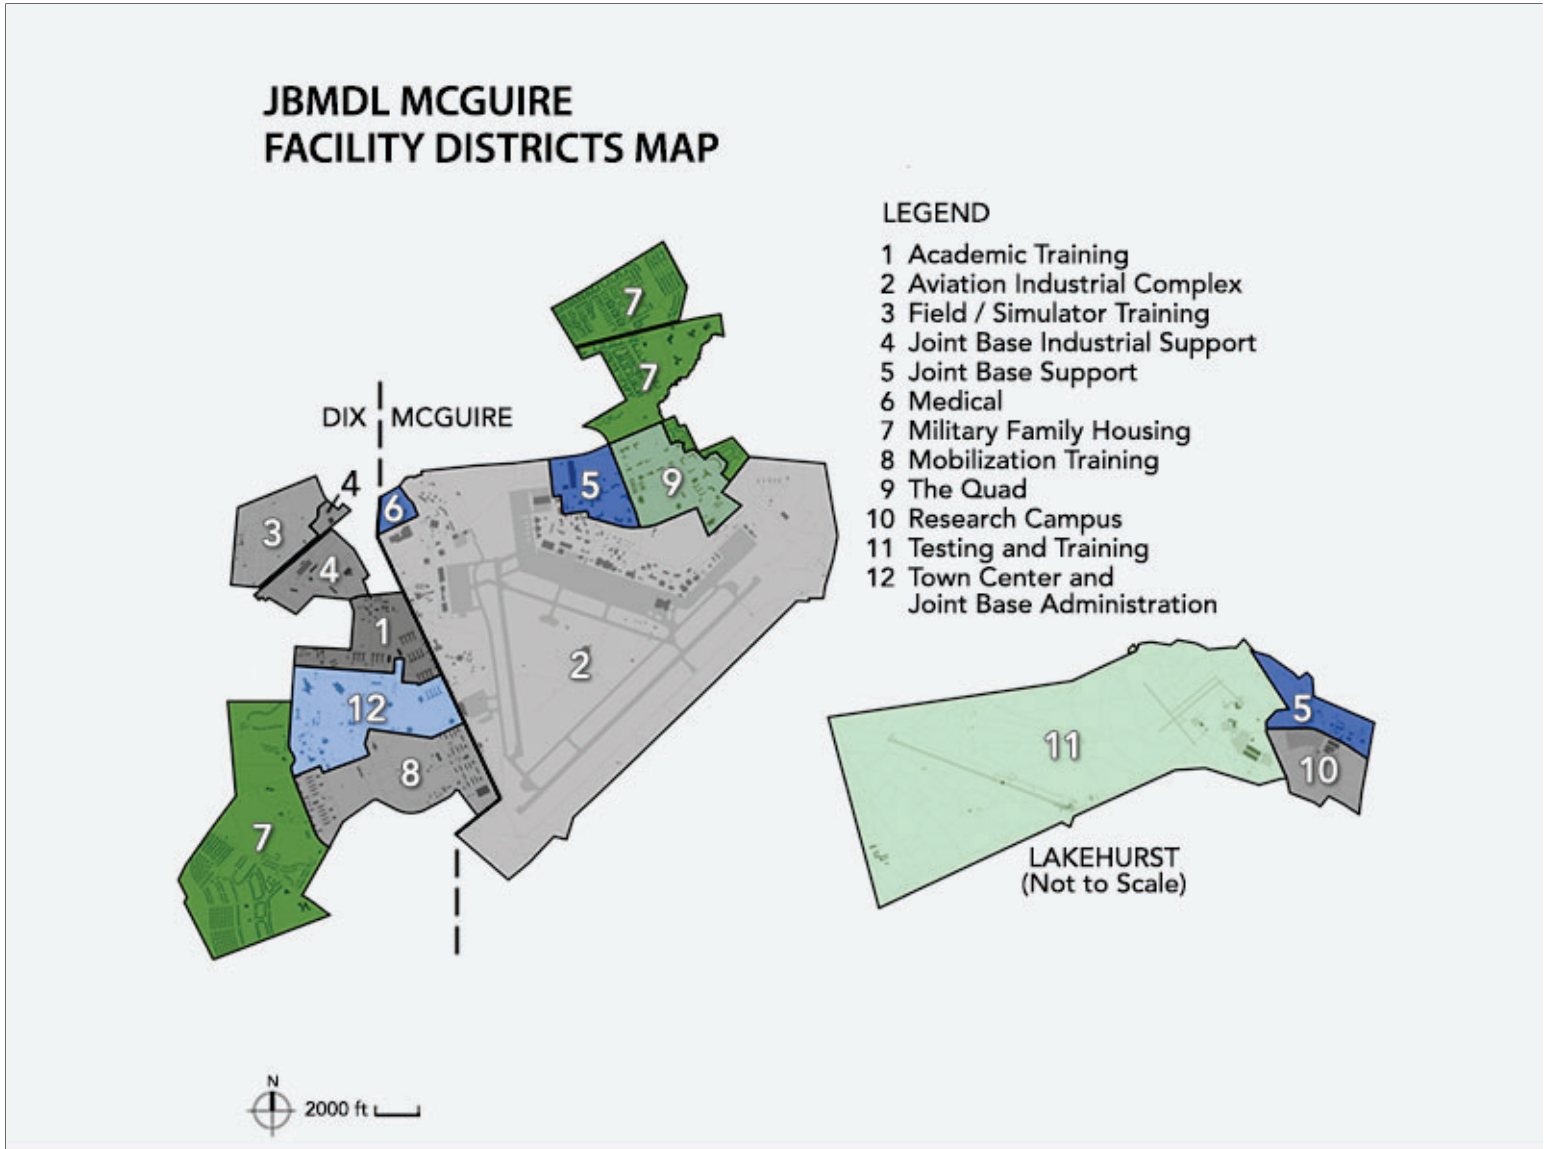 JBMDL MCGUIRE
FACILITY DISTRICTS MAP
LEGEND
1 Academic Training
2 Aviation Industrial Complex
3 Field / Simulator Training
4 Joint Base Industrial Support
5 Joint Base Support
6 Medical
7 Military Family Housing
8 Mobilization Training
9 The Quad
10 Research Campus
11 Testing and Training
12 Town Center and
Joint Base Administration
7
7
DIX MCGUIRE
4
5
9
6
3
4
1
2
12
8
7
5
11
10
LAKEHURST
(Not to Scale)
N
2000 ft